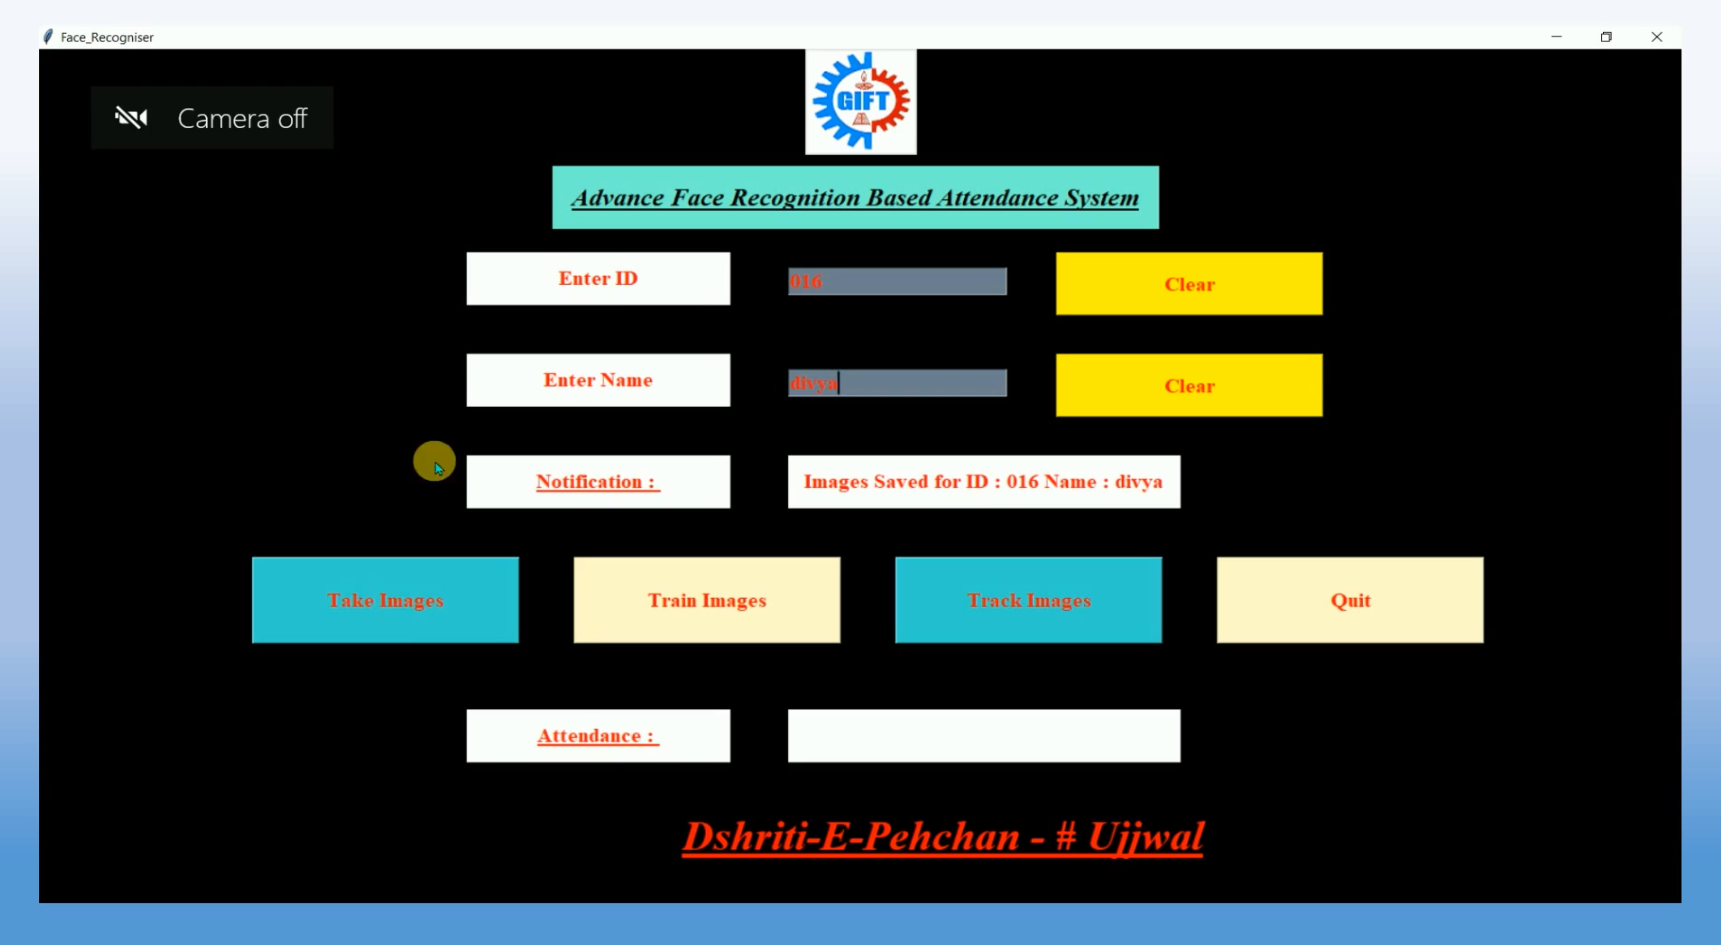 Face_Recogniser
Camera off
GIFT
Advance Face Recognition Based Attendance System
Enter ID
016
Clear
Enter Name
divya
Clear
Notification :
Images Saved for ID : 016 Name : divya
Take Images
Train Images
Track Images
Quit
Attendance :
Dshriti-E-Pehchan - # Ujjwal